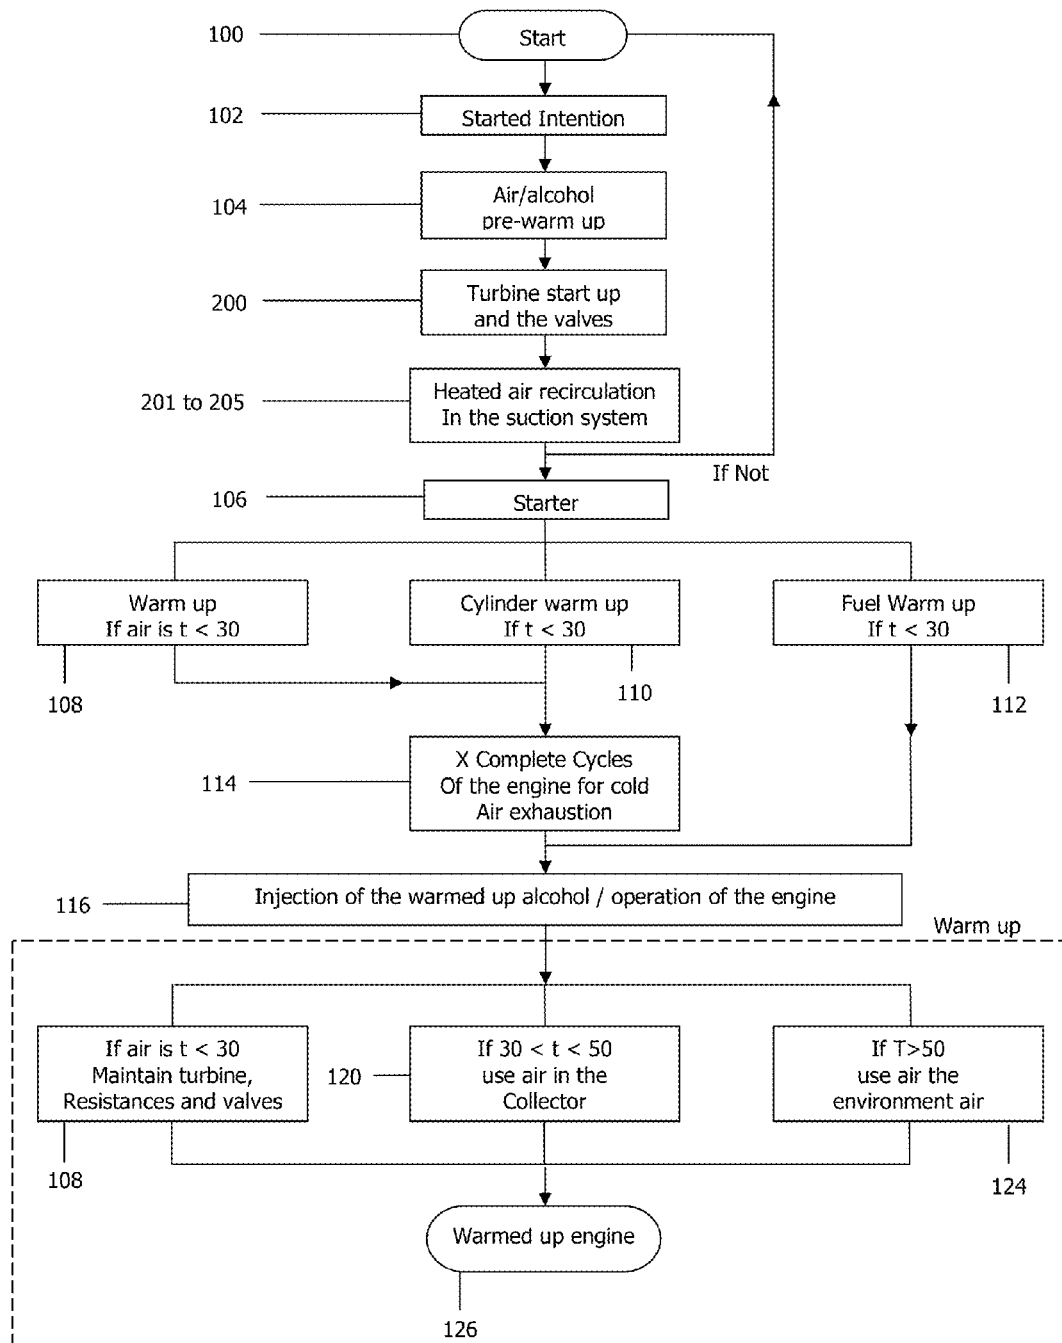 100
Start
102
Started Intention
104
Air/alcohol
pre-warm up
200
Turbine start up
and the valves
201 to 205
Heated air recirculation
In the suction system
If Not
106
Starter
Warm up
If air is t < 30
Cylinder warm up
If t < 30
Fuel Warm up
If t < 30
108
110
112
114
X Complete Cycles
Of the engine for cold
Air exhaustion
116
Injection of the warmed up alcohol / operation of the engine
Warm up
If air is t < 30
Maintain turbine,
Resistances and valves
120
If 30 < t < 50
use air in the
Collector
If T>50
use air the
environment air
108
124
Warmed up engine
126